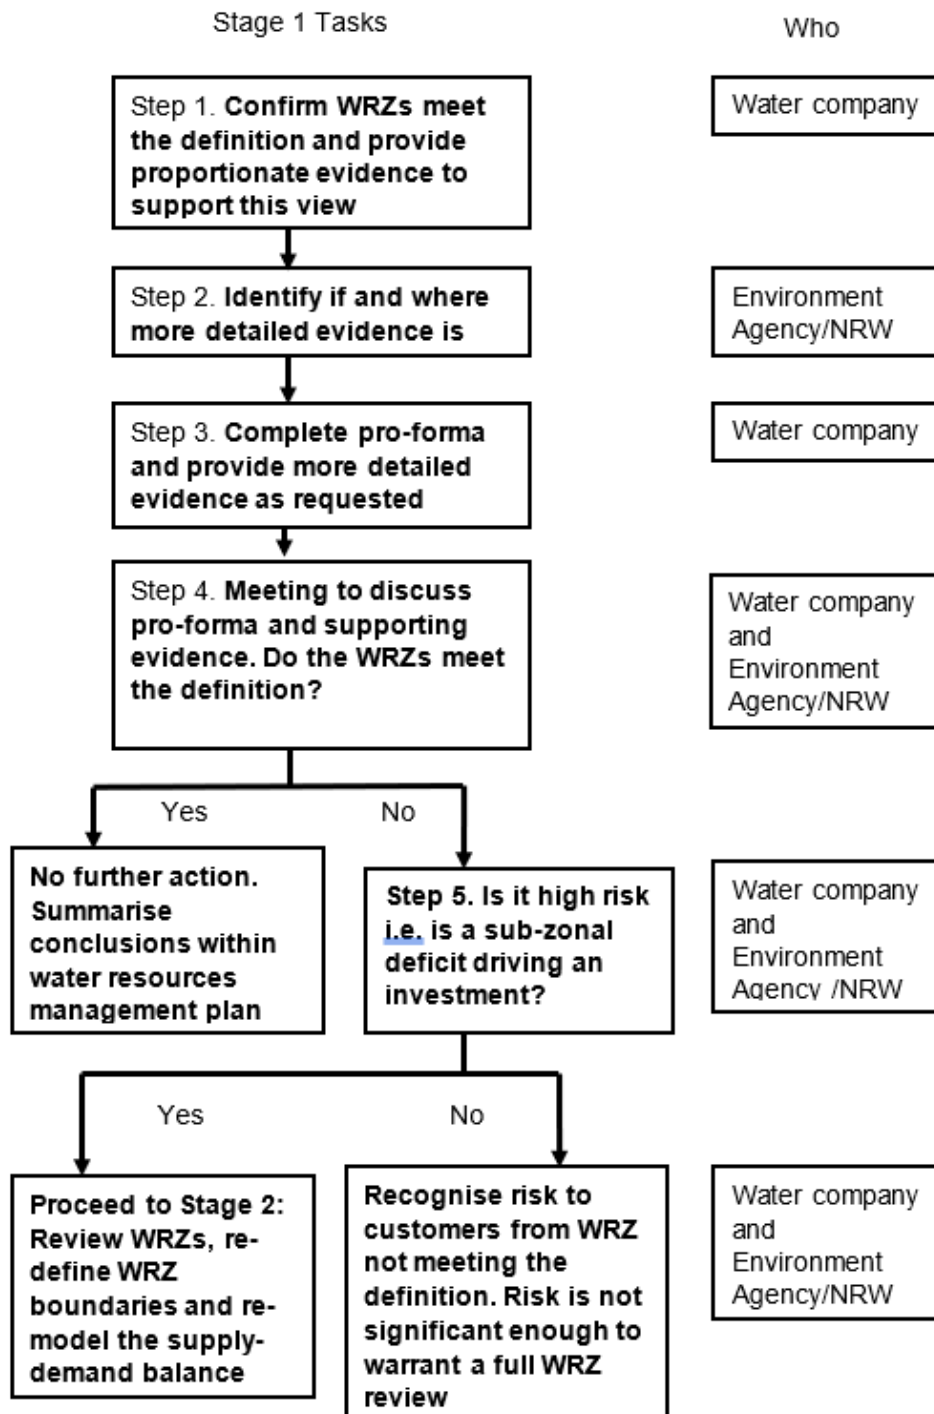 Stage 1 Tasks
Who
Step 1. Confirm WRZs meet
the definition and provide
proportionate evidence to
support this view
Water company
Step 2. Identify if and where
more detailed evidence is
Environment
Agency/NRW
Step 3. Complete pro-forma
and provide more detailed
evidence as requested
Water company
Step 4. Meeting to discuss
pro-forma and supporting
evidence. Do the WRZs meet
the definition?
Water company
and
Environment
Agency/NRW
Yes
No
No further action.
Summarise
conclusions within
water resources
management plan
Step 5. Is it high risk
i.e. is a sub-zonal
deficit driving an
investment?
Water company
and
Environment
Agency /NRW
Yes
No
Proceed to Stage 2:
Review WRZs, re-
define WRZ
boundaries and re-
model the supply-
demand balance
Recognise risk to
customers from WRZ
not meeting the
definition. Risk is not
significant enough to
warrant a full WRZ
review
Water company
and
Environment
Agency/NRW